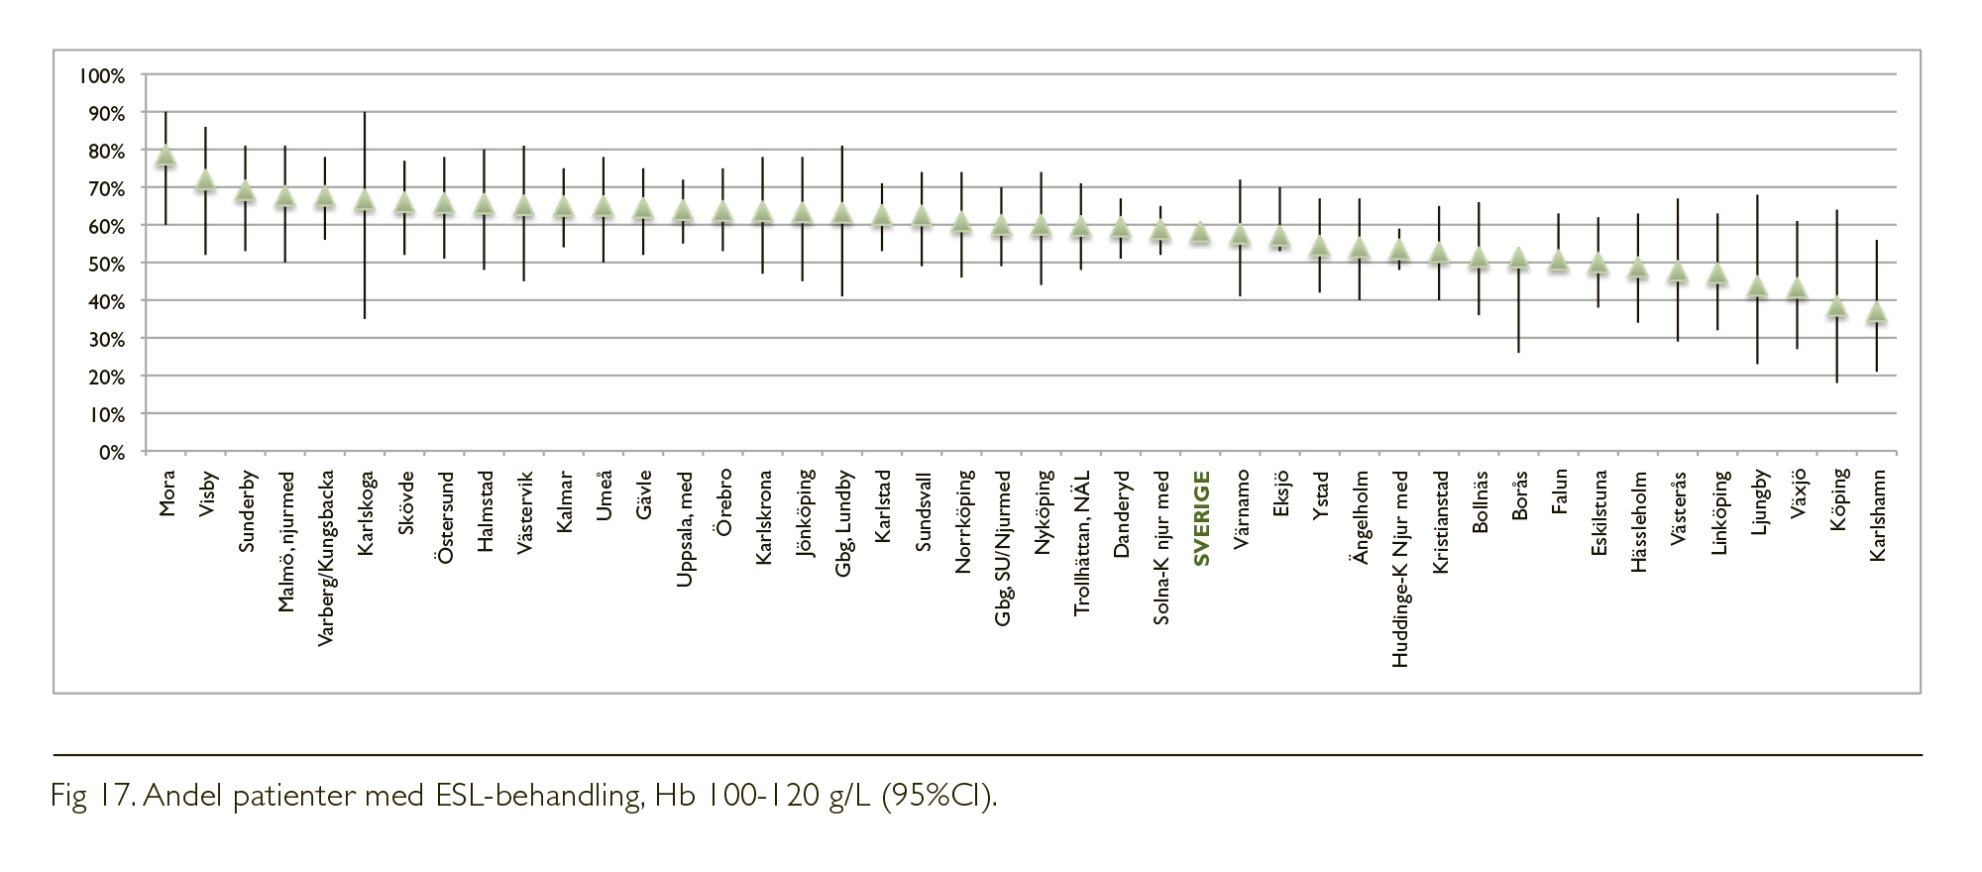 100%
90%
80%
70%
60%
50%
40%
30%
20%
10%
0%
Mora
Visby
Sunderby
Malmö, njurmed
Varberg/Kungsbacka
Karlskoga
Skövde
Östersund
Halmstad
Västervik
Kalmar
Umeå
Gävle
Uppsala, med
Örebro
Karlskrona
Jönköping
Gbg, Lundby
Karlstad
Sundsvall
Norrköping
Gbg, SU/Njurmed
Nyköping
Trollhättan, NÄL
Danderyd
Solna-K njur med
SVERIGE
Värnamo
Eksjö
Ystad
Ängelholm
Huddinge-K Njur med
Kristianstad
Bollnäs
Borås
Falun
Eskilstuna
Hässleholm
Västerås
Linköping
Ljungby
Växjö
Köping
Karlshamn
Fig 17. Andel patienter med ESL-behandling, Hb 100-120 g/L (95%CI).